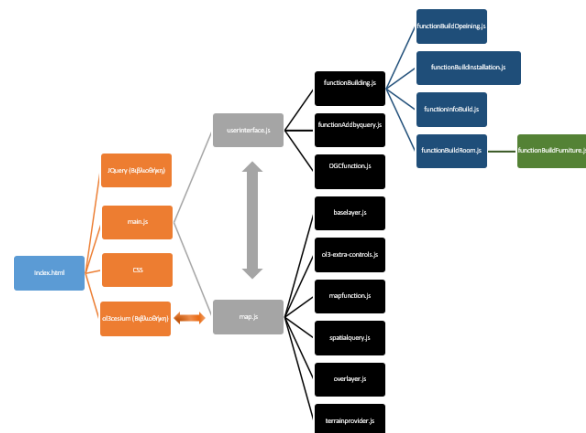 functionBuildOpeining.js
functionBuildInstallation.js
functionInfoBuild.js
functionBuildRoom.js
functionBuildFurniture.js
functionBuilding.js
functionAddbyquery.js
OGCfunction.js
userInterface.js
baselayer.js
ol3-extra-controls.js
mapfunction.js
spatialquery.js
overlayer.js
terrainprovider.js
map.js
JQuery (Βιβλιοθήκη)
main.js
CSS
ol3cesium (Βιβλιοθήκη)
Index.html